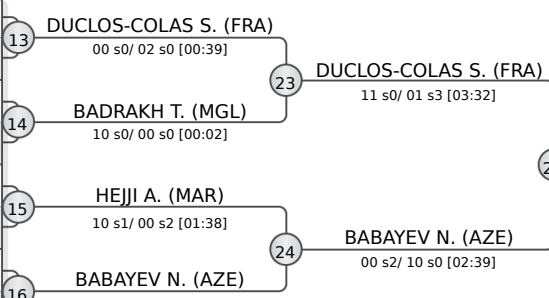 DUCLOS-COLAS S. (FRA)
13
00 s0/ 02 s0 [00:39]
23
DUCLOS-COLAS S. (FRA)
11 s0/ 01 s3 [03:32]
BADRAKH T. (MGL)
14
10 s0/ 00 s0 [00:02]
HEJJI A. (MAR)
15
10 s1/ 00 s2 [01:38]
24
BABAYEV N. (AZE)
00 s2/ 10 s0 [02:39]
BABAYEV N. (AZE)
16